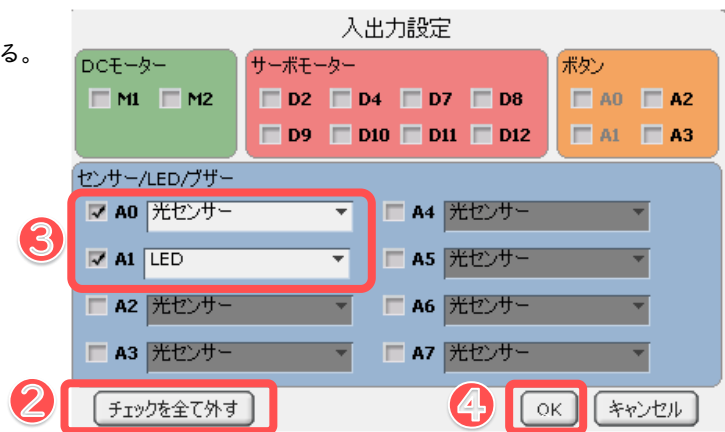 入出力設定
る。
DCモーター
M1 M2
サーボモーター
D2 D4 D7 D8
D9 D10 D11 D12
ボタン
A0 A2
A1 A3
センサー/LED/ブザー
❸
A0 光センサー
A1 LED
A2 光センサー
A3 光センサー
A4 光センサー
A5 光センサー
A6 光センサー
A7 光センサー
❷ チェックを全て外す
❹ OK キャンセル